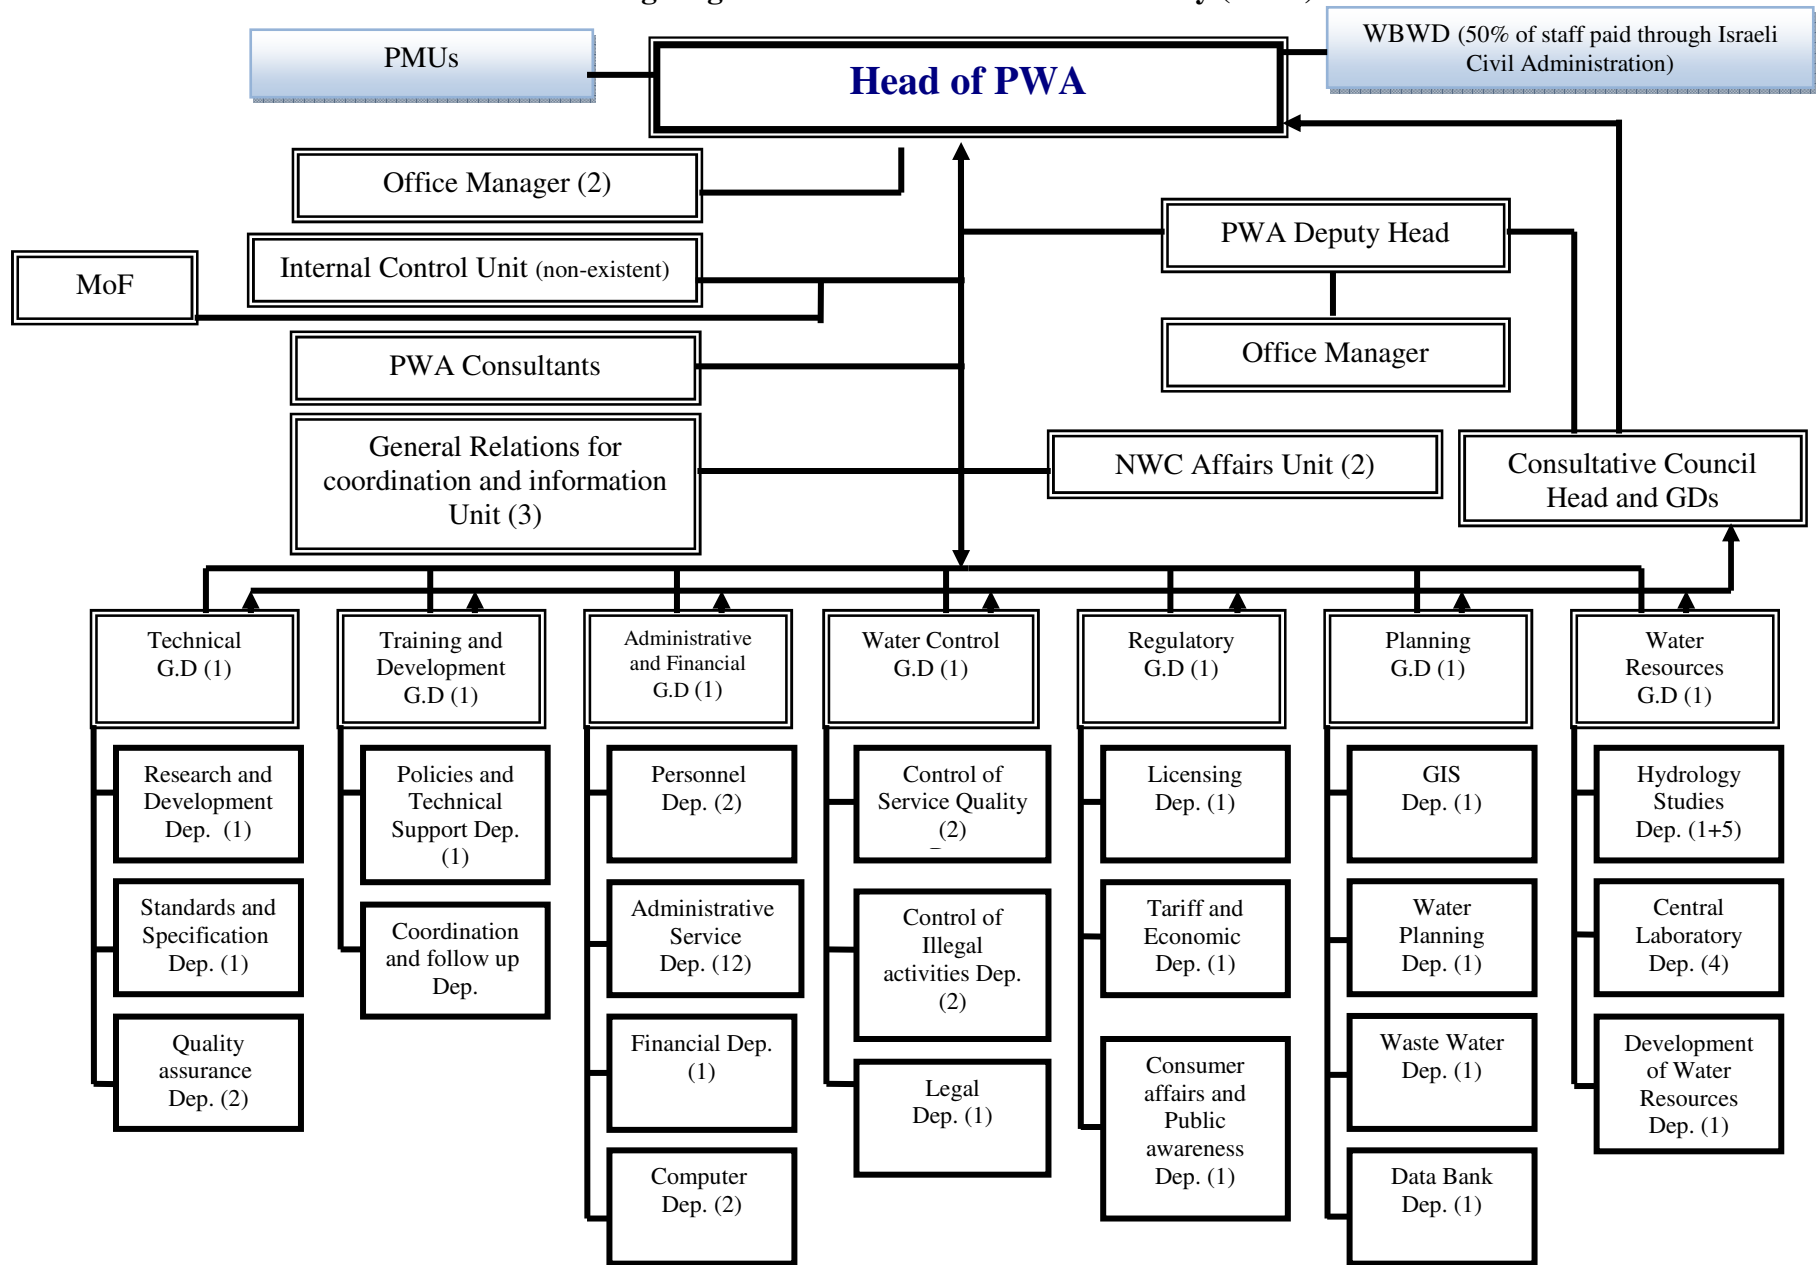 PMUs
Head of PWA
WBWD (50% of staff paid through Israeli
Civil Administration)
Office Manager (2)
PWA Deputy Head
Internal Control Unit (non-existent)
MoF
Office Manager
PWA Consultants
General Relations for
coordination and information
Unit (3)
NWC Affairs Unit (2)
Consultative Council
Head and GDs
Technical
G.D (1)
Training and
Development
G.D (1)
Administrative
and Financial
G.D (1)
Water Control
G.D (1)
Regulatory
G.D (1)
Planning
G.D (1)
Water
Resources
G.D (1)
Research and
Development
Dep. (1)
Standards and
Specification
Dep. (1)
Quality
assurance
Dep. (2)
Policies and
Technical
Support Dep.
(1)
Coordination
and follow up
Dep.
Personnel
Dep. (2)
Administrative
Service
Dep. (12)
Financial Dep.
(1)
Computer
Dep. (2)
Control of
Service Quality
(2)
Control of
Illegal
activities Dep.
(2)
Legal
Dep. (1)
Licensing
Dep. (1)
Tariff and
Economic
Dep. (1)
Consumer
affairs and
Public
awareness
Dep. (1)
GIS
Dep. (1)
Water
Planning
Dep. (1)
Waste Water
Dep. (1)
Data Bank
Dep. (1)
Hydrology
Studies
Dep. (1+5)
Central
Laboratory
Dep. (4)
Development
of Water
Resources
Dep. (1)